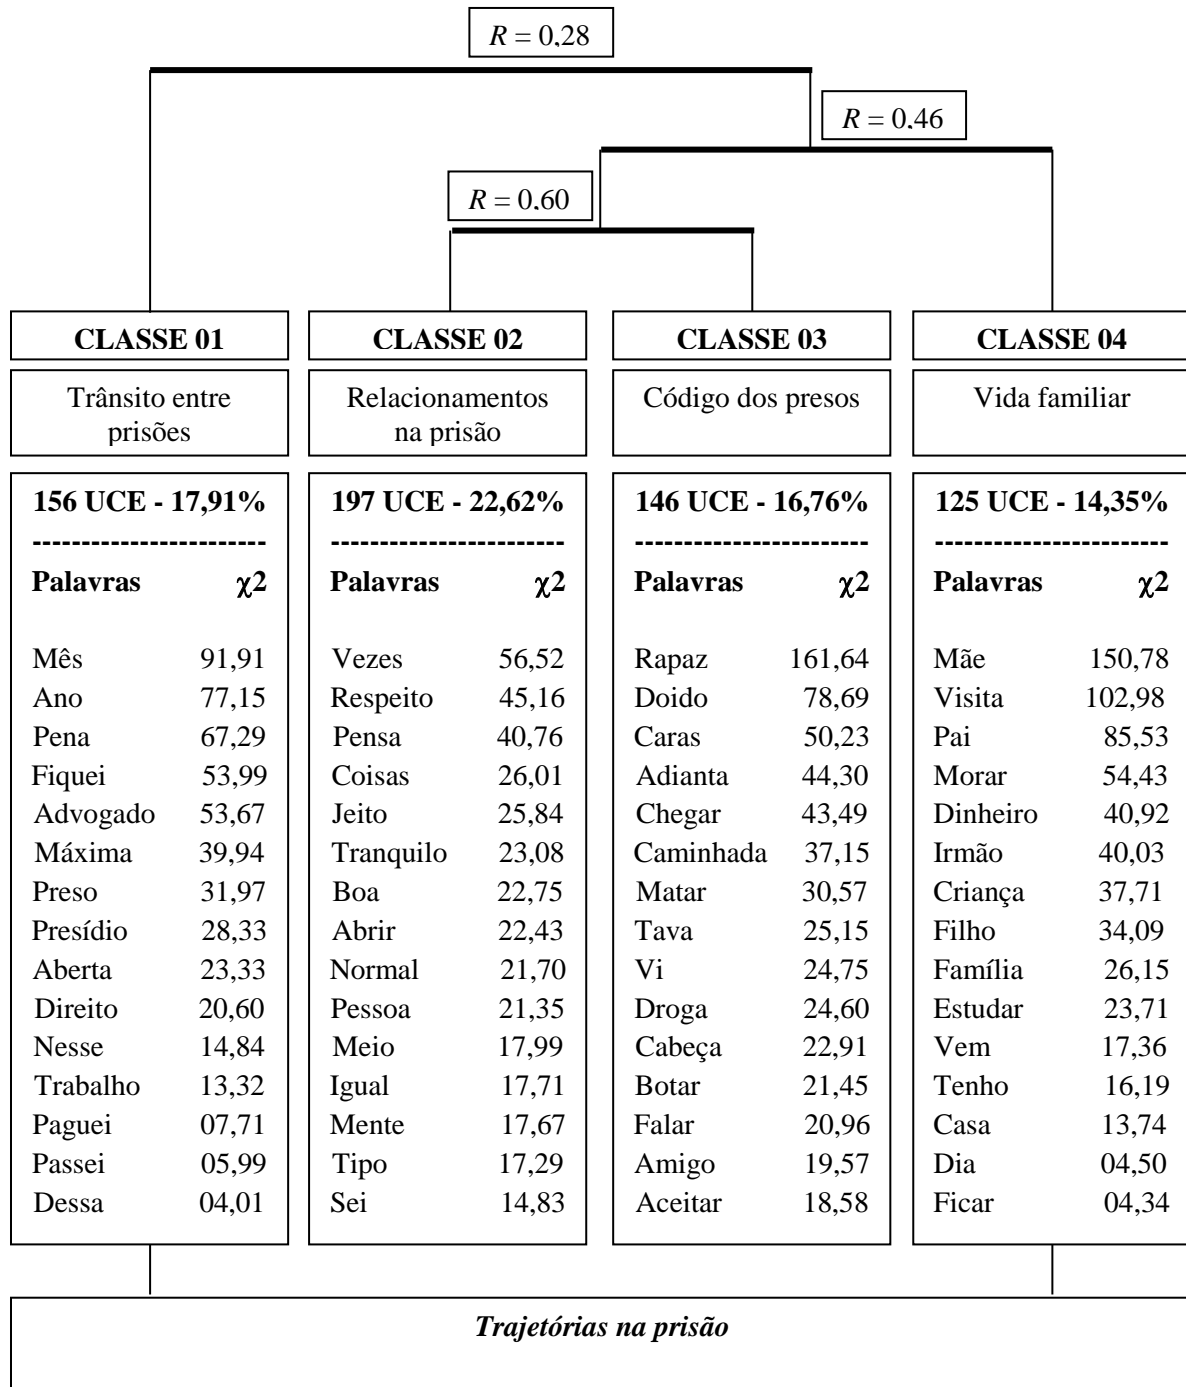 R = 0,28
R = 0,46
R = 0,60
CLASSE 01
Trânsito entre
prisões
156 UCE - 17,91%
------------------------
Palavras χ2
Mês 91,91
Ano 77,15
Pena 67,29
Fiquei 53,99
Advogado 53,67
Máxima 39,94
Preso 31,97
Presídio 28,33
Aberta 23,33
Direito 20,60
Nesse 14,84
Trabalho 13,32
Paguei 07,71
Passei 05,99
Dessa 04,01
CLASSE 02
Relacionamentos
na prisão
197 UCE - 22,62%
------------------------
Palavras χ2
Vezes 56,52
Respeito 45,16
Pensa 40,76
Coisas 26,01
Jeito 25,84
Tranquilo 23,08
Boa 22,75
Abrir 22,43
Normal 21,70
Pessoa 21,35
Meio 17,99
Igual 17,71
Mente 17,67
Tipo 17,29
Sei 14,83
CLASSE 03
Código dos presos
146 UCE - 16,76%
------------------------
Palavras χ2
Rapaz 161,64
Doido 78,69
Caras 50,23
Adianta 44,30
Chegar 43,49
Caminhada 37,15
Matar 30,57
Tava 25,15
Vi 24,75
Droga 24,60
Cabeça 22,91
Botar 21,45
Falar 20,96
Amigo 19,57
Aceitar 18,58
CLASSE 04
Vida familiar
125 UCE - 14,35%
------------------------
Palavras χ2
Mãe 150,78
Visita 102,98
Pai 85,53
Morar 54,43
Dinheiro 40,92
Irmão 40,03
Criança 37,71
Filho 34,09
Família 26,15
Estudar 23,71
Vem 17,36
Tenho 16,19
Casa 13,74
Dia 04,50
Ficar 04,34
Trajetórias na prisão